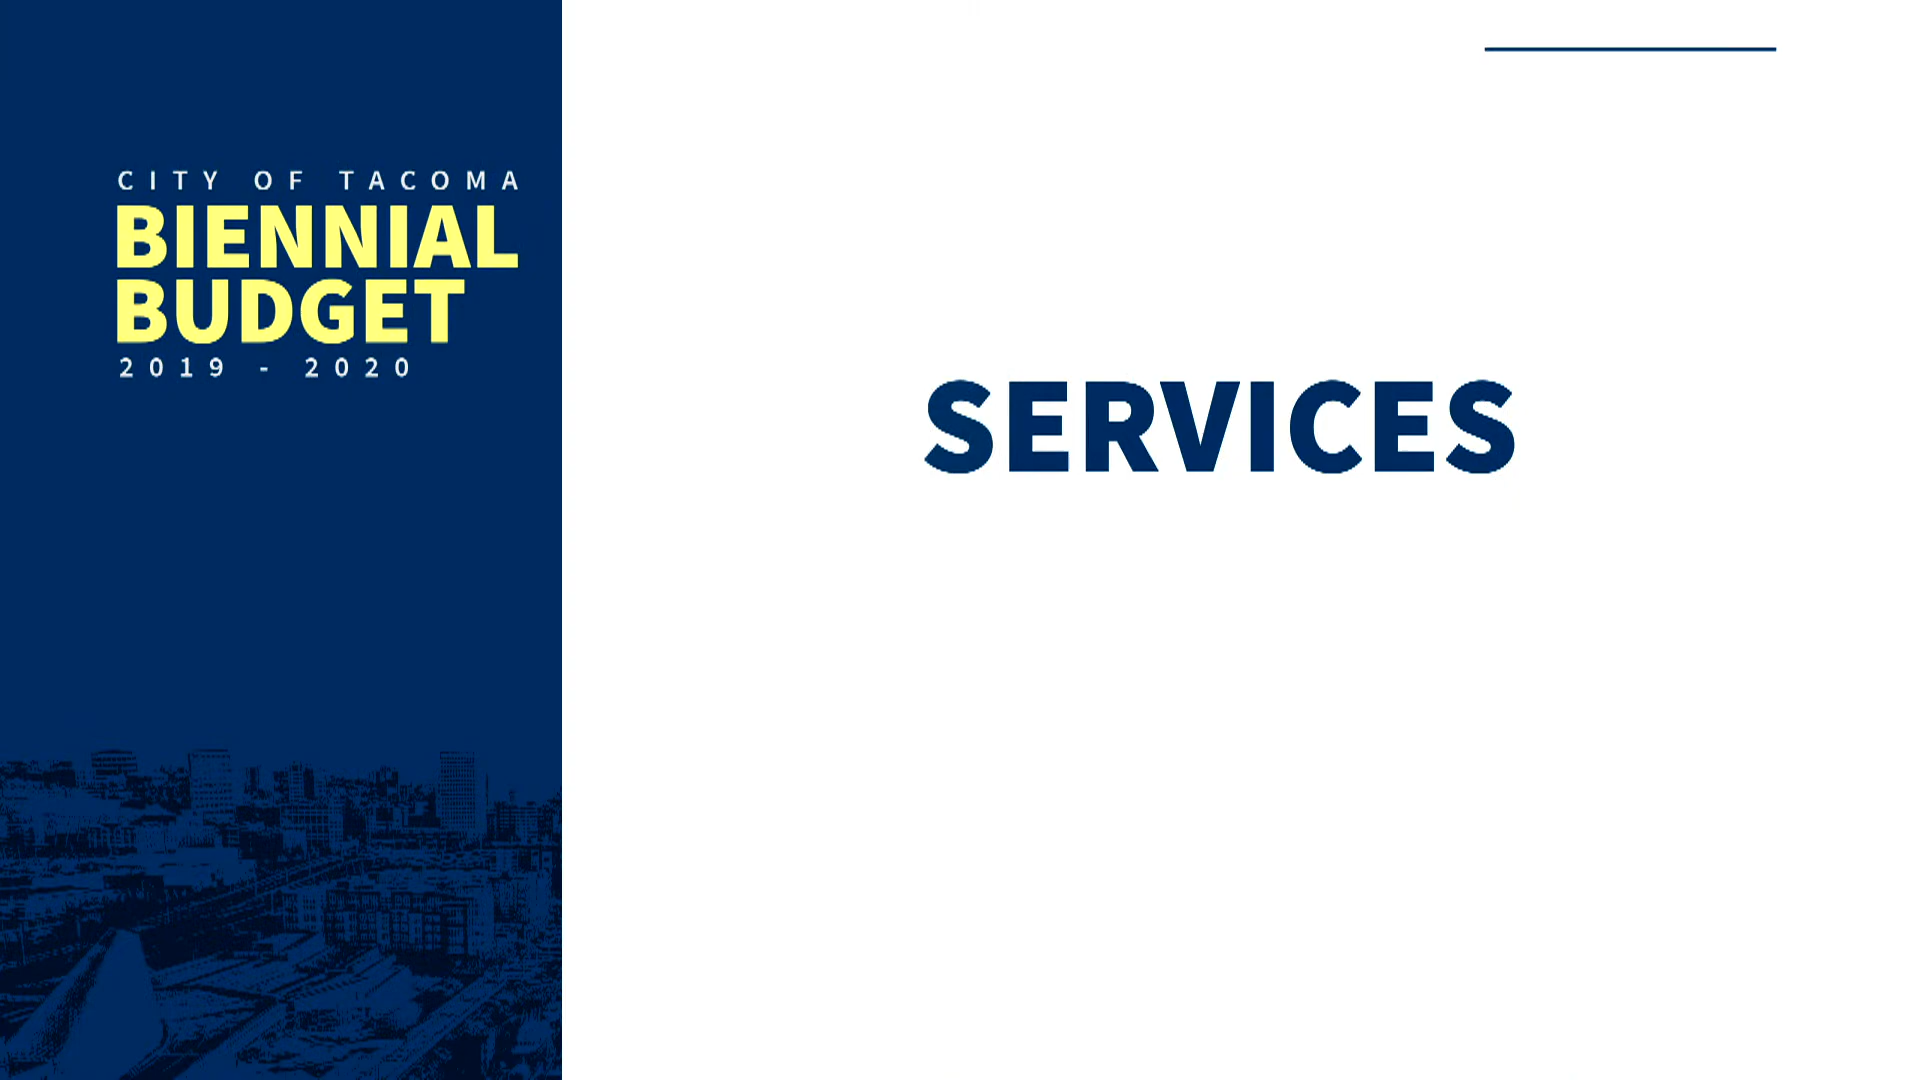 CITY OF TACOMA
BIENNIAL
BUDGET
2019 - 2020
SERVICES